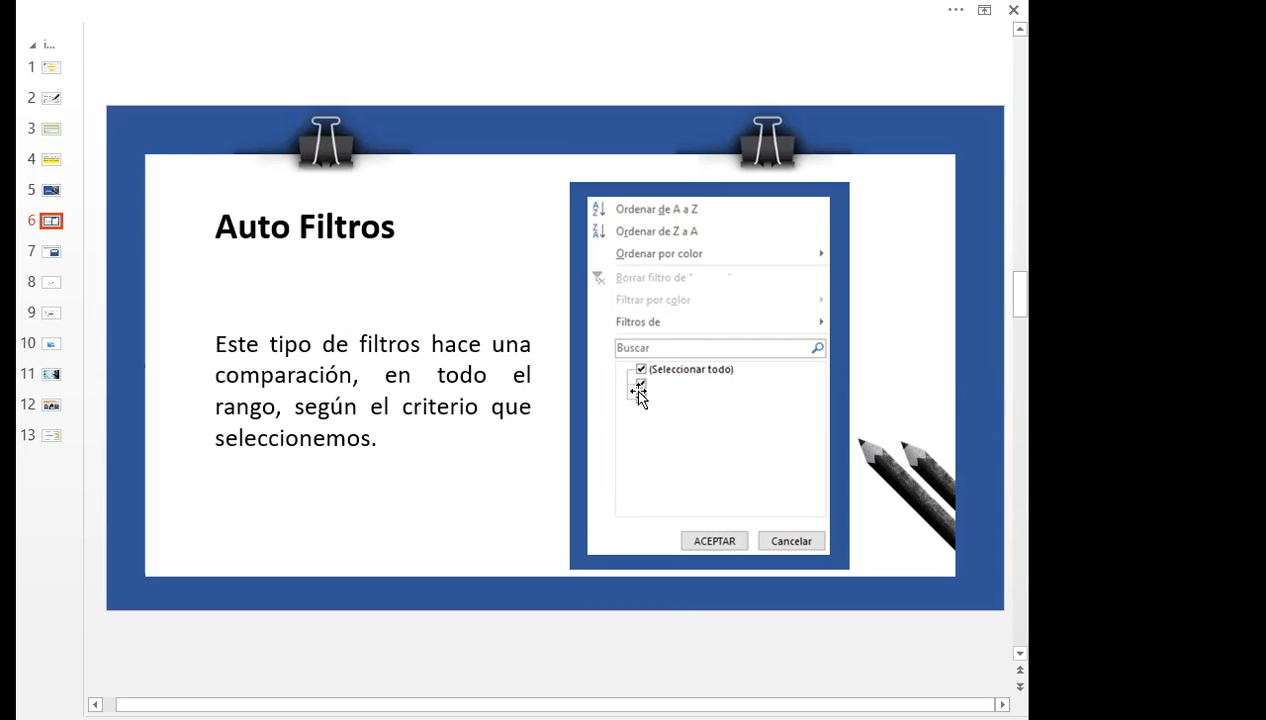 i...
1
2
3
4
5
6
7
8
9
10
11
12
13
Auto Filtros
Este tipo de filtros hace una
comparación, en todo el
rango, según el criterio que
seleccionemos.
Ordenar de A a Z
Ordenar de Z a A
Ordenar por color
Borrar filtro de " "
Filtrar por color
Filtros de
Buscar
(Seleccionar todo)
ACEPTAR Cancelar